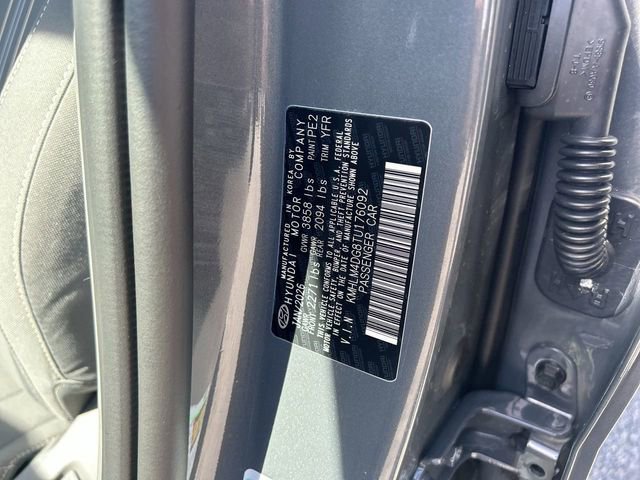 MANUFACTURED IN KOREA BY
HYUNDAI MOTOR COMPANY
JAN/2026 GVWR 3858 lbs PAINT PE2
GAWR FRONT 2271 lbs GAWR REAR 2094 lbs TRIM YFR
THIS VEHICLE CONFORMS TO ALL APPLICABLE U.S.A. FEDERAL
MOTOR VEHICLE SAFETY, BUMPER, AND THEFT PREVENTION STANDARDS
IN EFFECT ON THE DATE OF MANUFACTURE SHOWN ABOVE
V.I.N KMHLM4DG8TU176092
PASSENGER CAR